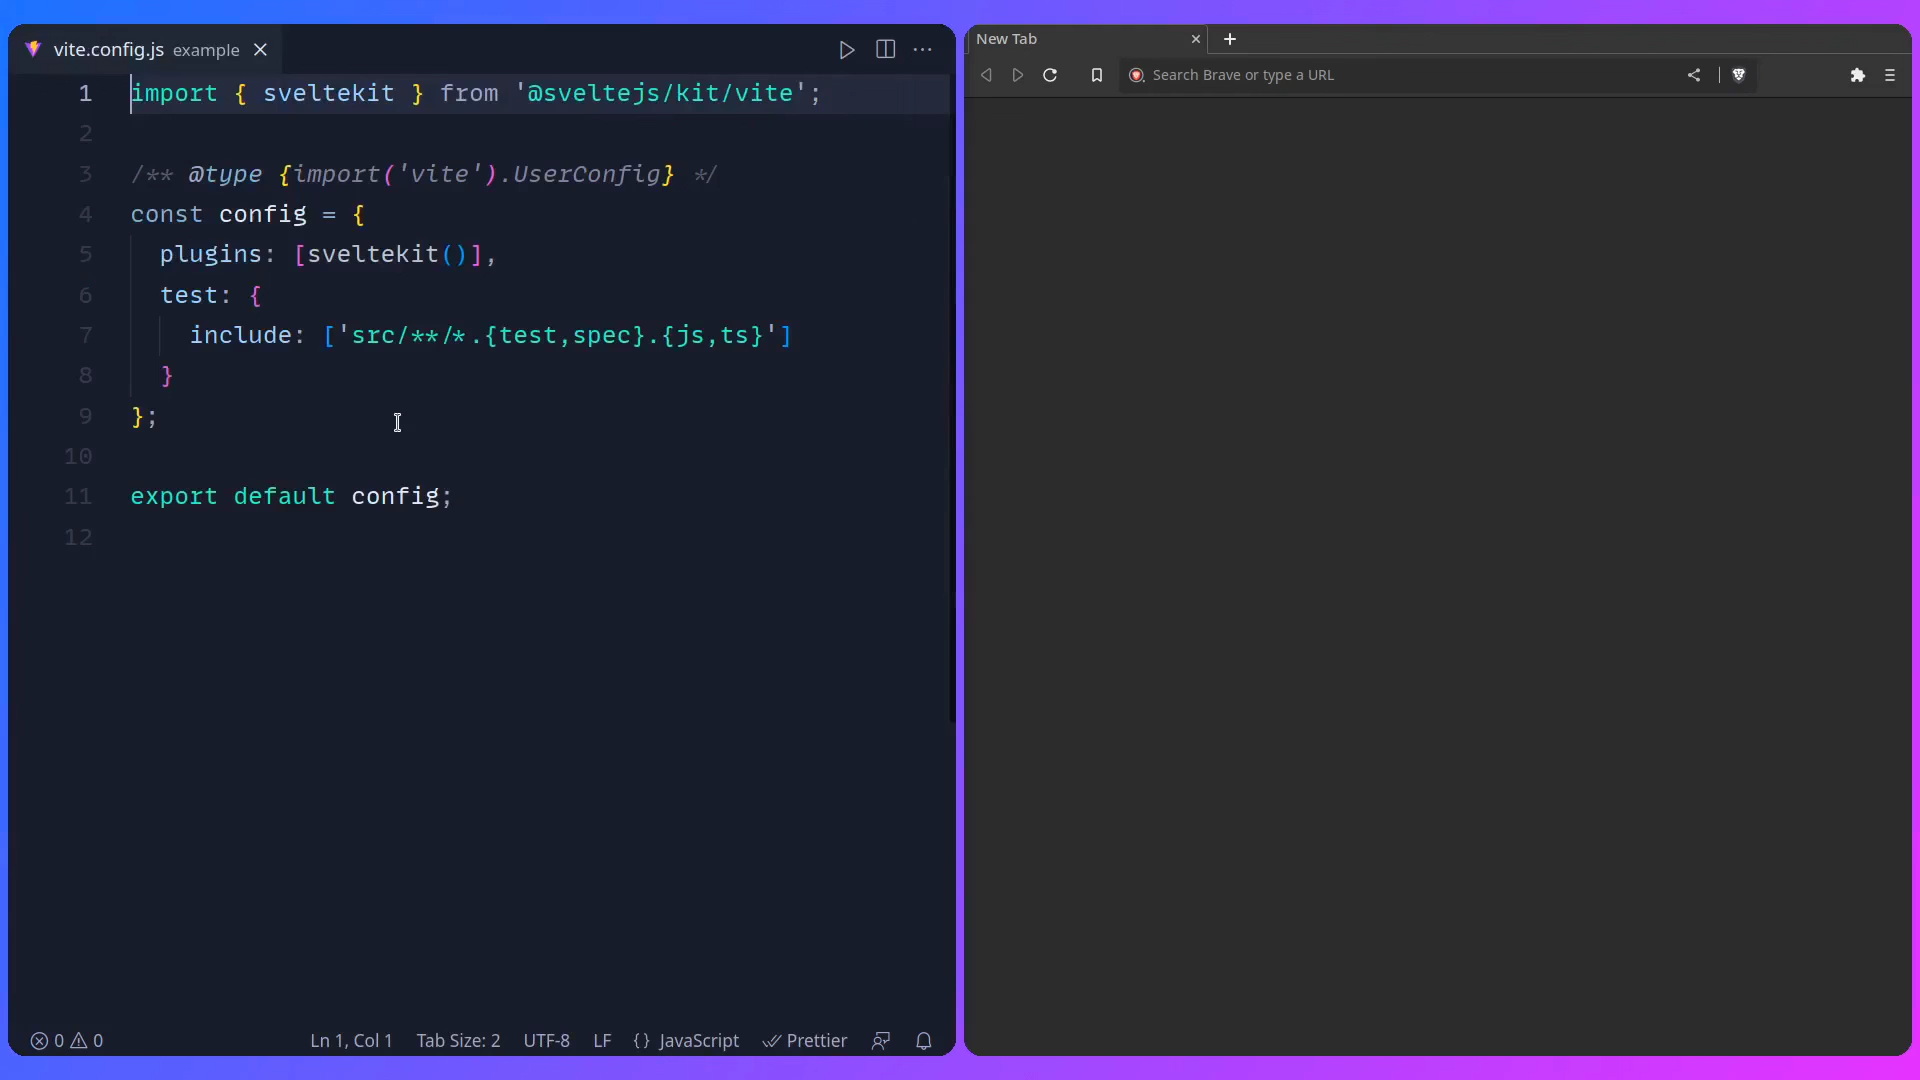 vite.config.js example
1 import { sveltekit } from '@sveltejs/kit/vite';
2
3 /** @type {import('vite').UserConfig} */
4 const config = {
5 plugins: [sveltekit()],
6 test: {
7 include: ['src/**/*.{test,spec}.{js,ts}']
8 }
9 };
10
11 export default config;
12
0 0 Ln 1, Col 1 Tab Size: 2 UTF-8 LF {} JavaScript Prettier
New Tab
Search Brave or type a URL